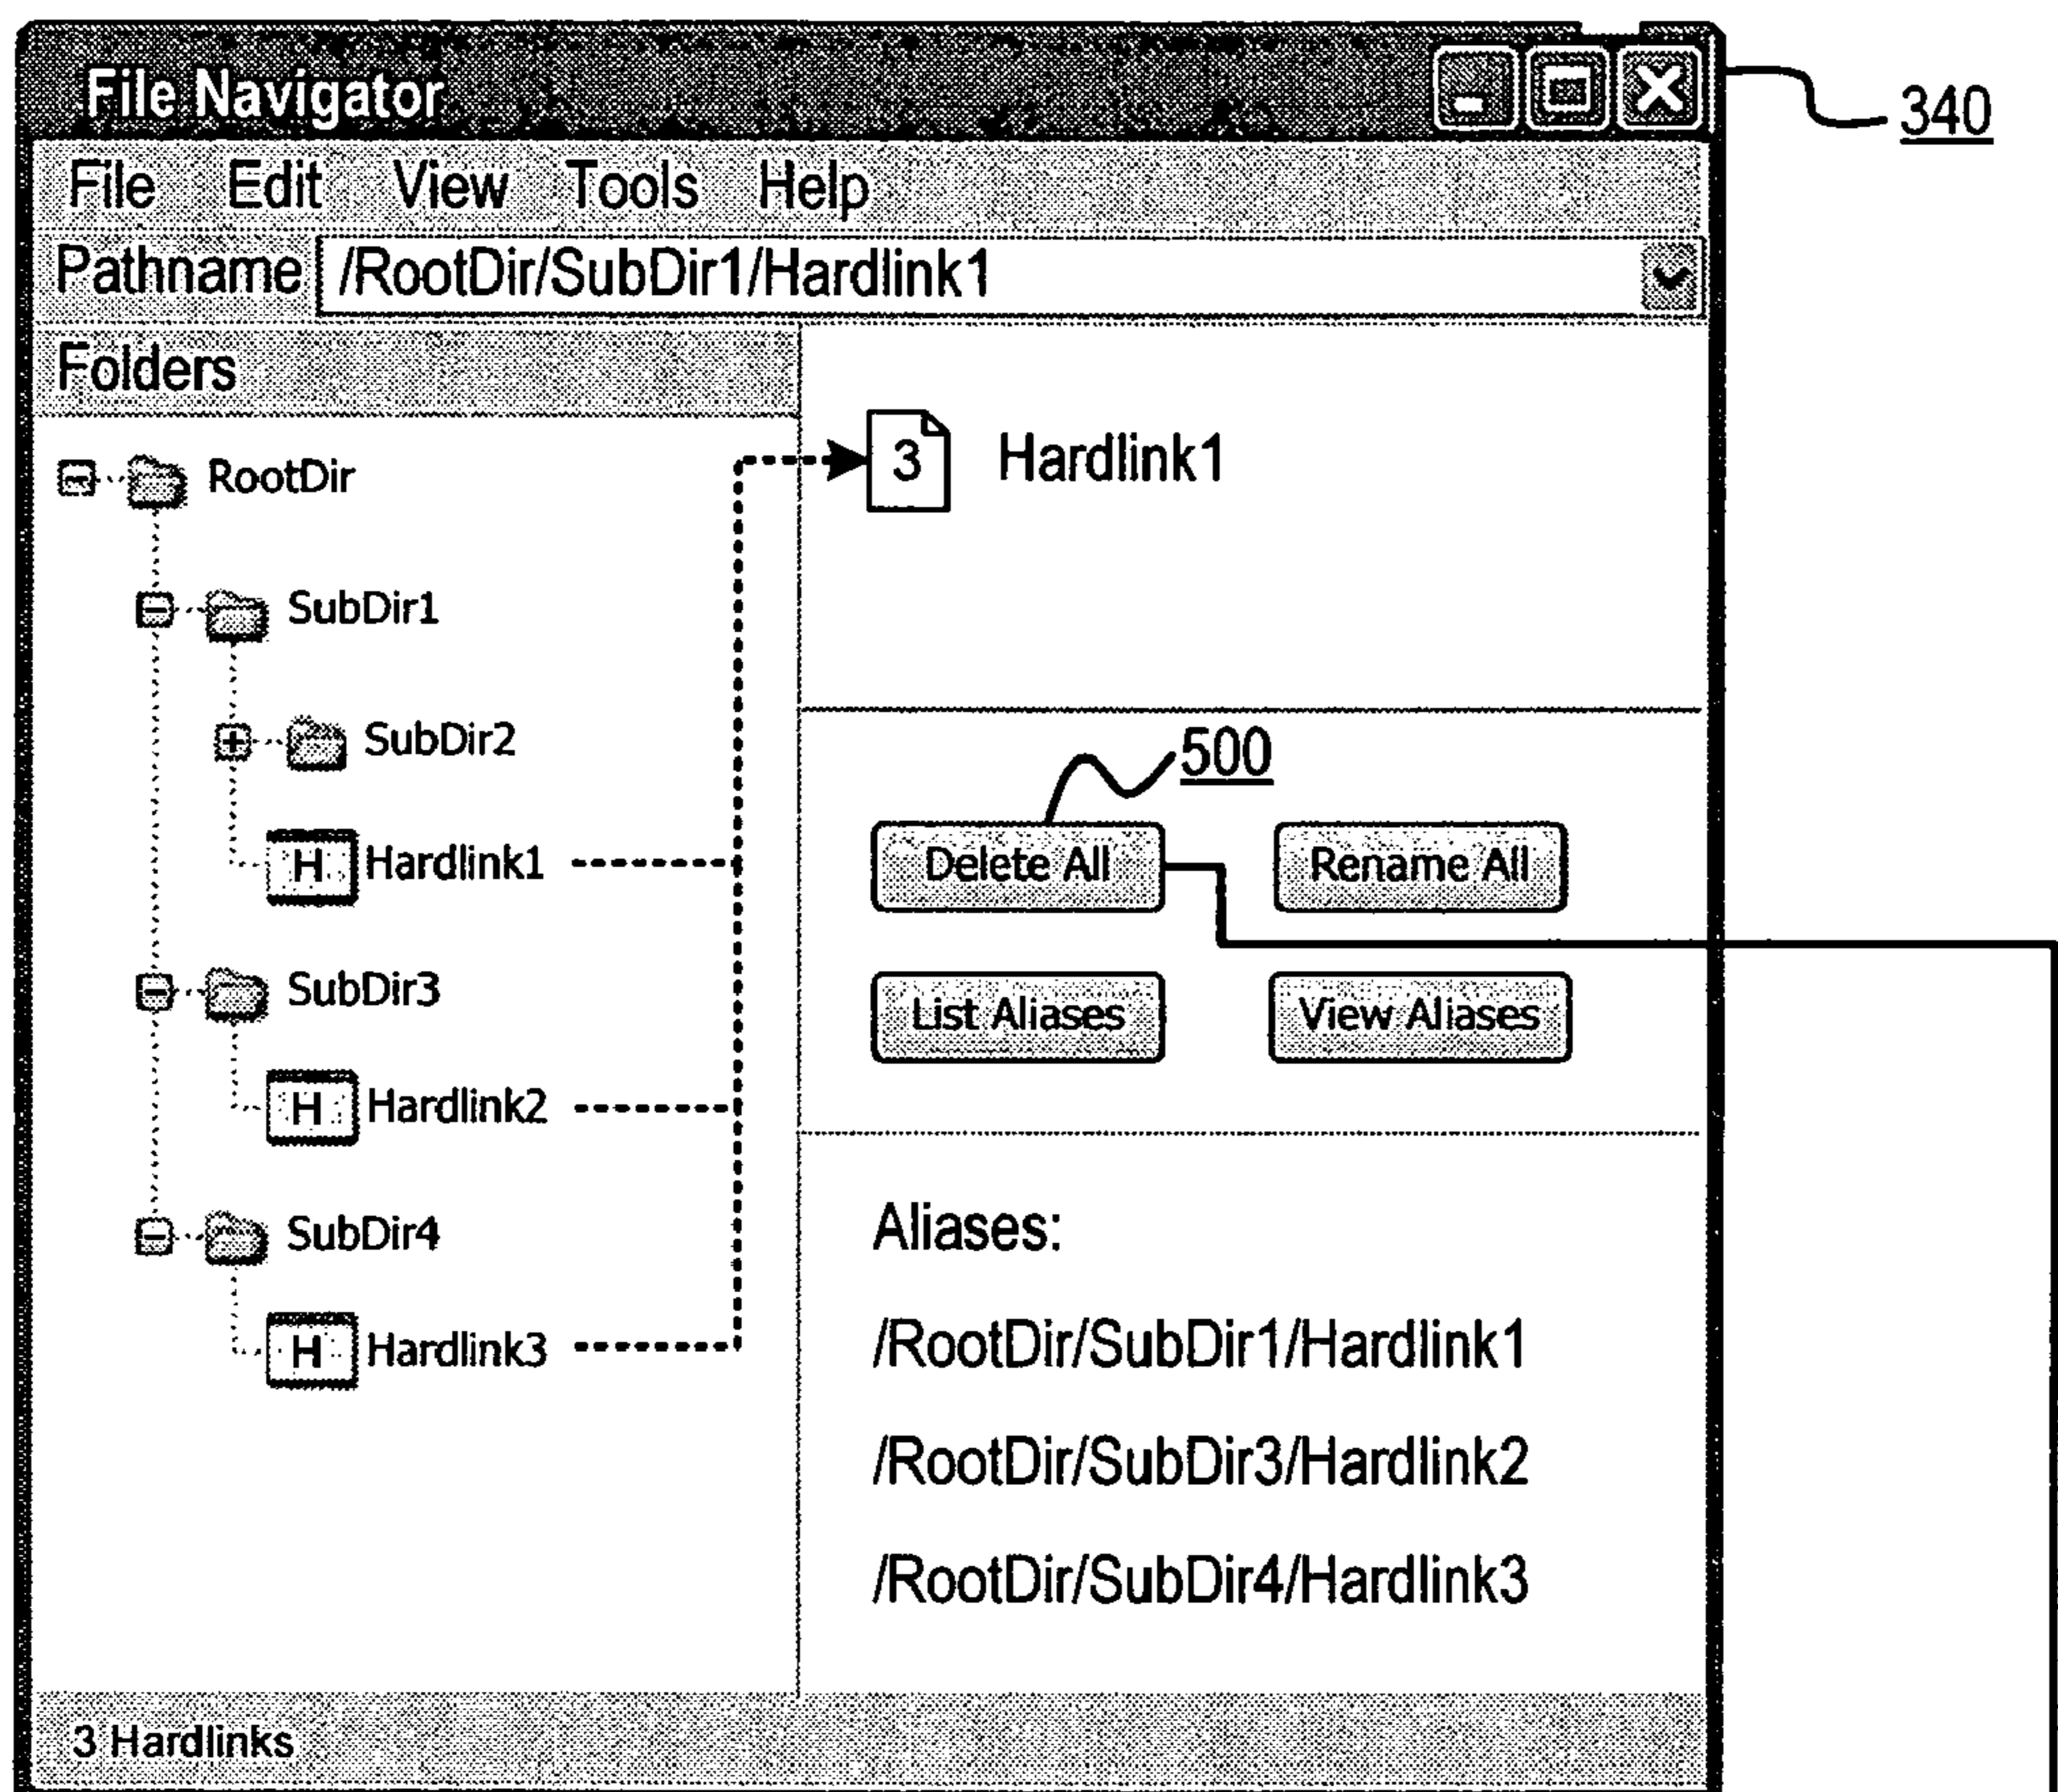 File Navigator
340
File Edit View Tools Help
Pathname /RootDir/SubDir1/Hardlink1
Folders
RootDir
SubDir1
SubDir2
H Hardlink1
SubDir3
H Hardlink2
SubDir4
H Hardlink3
3 Hardlink1
500
Delete All Rename All
List Aliases View Aliases
Aliases:
/RootDir/SubDir1/Hardlink1
/RootDir/SubDir3/Hardlink2
/RootDir/SubDir4/Hardlink3
3 Hardlinks